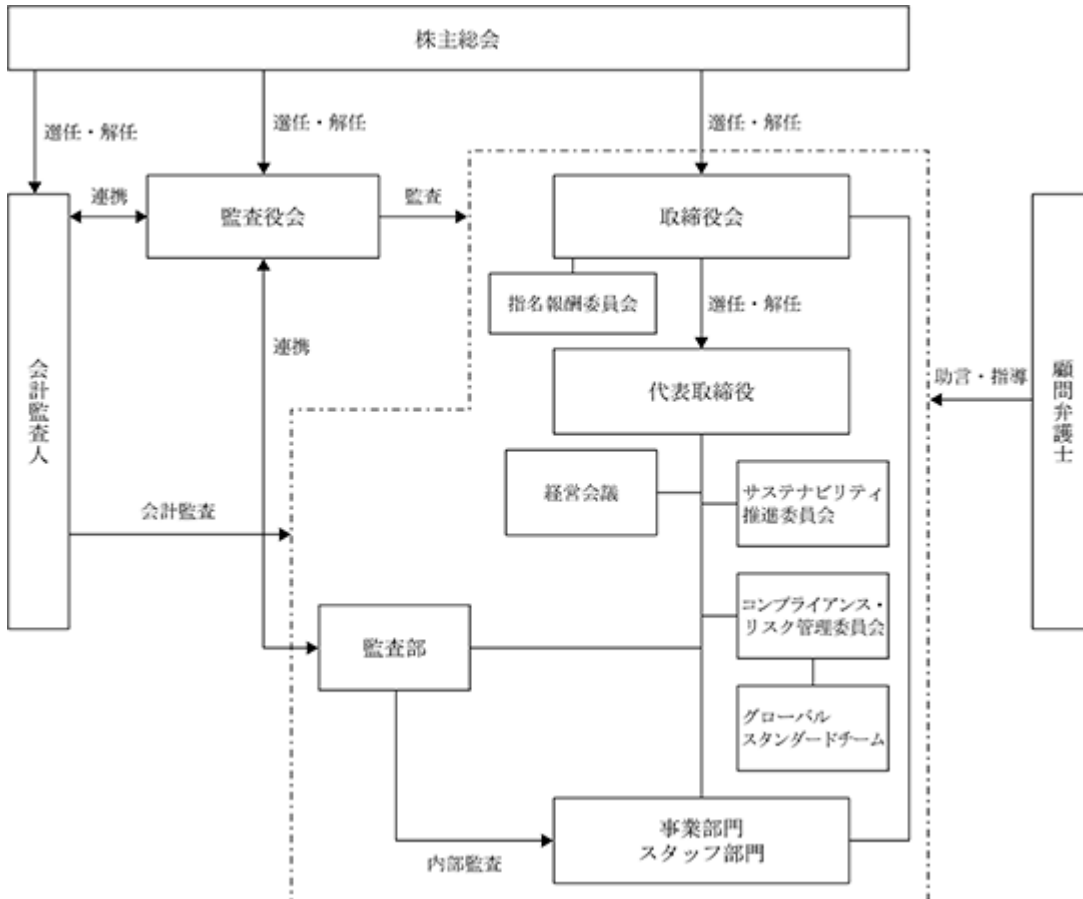 株主総会
選任・解任
選任・解任
選任・解任
連携
監査役会
監査
取締役会
指名報酬委員会
選任・解任
連携
会計監査人
代表取締役
助言・指導
顧問弁護士
経営会議
サステナビリティ
推進委員会
会計監査
コンプライアンス・
リスク管理委員会
監査部
グローバル
スタンダードチーム
事業部門
スタッフ部門
内部監査